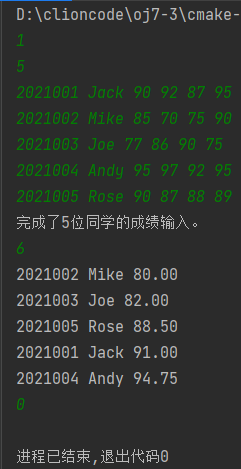 D:\clioncode\oj7-3\cmake-
1
5
2021001 Jack 90 92 87 95
2021002 Mike 85 70 75 90
2021003 Joe 77 86 90 75
2021004 Andy 95 97 92 95
2021005 Rose 90 87 88 89
完成了5位同学的成绩输入。
6
2021002 Mike 80.00
2021003 Joe 82.00
2021005 Rose 88.50
2021001 Jack 91.00
2021004 Andy 94.75
0
进程已结束,退出代码0